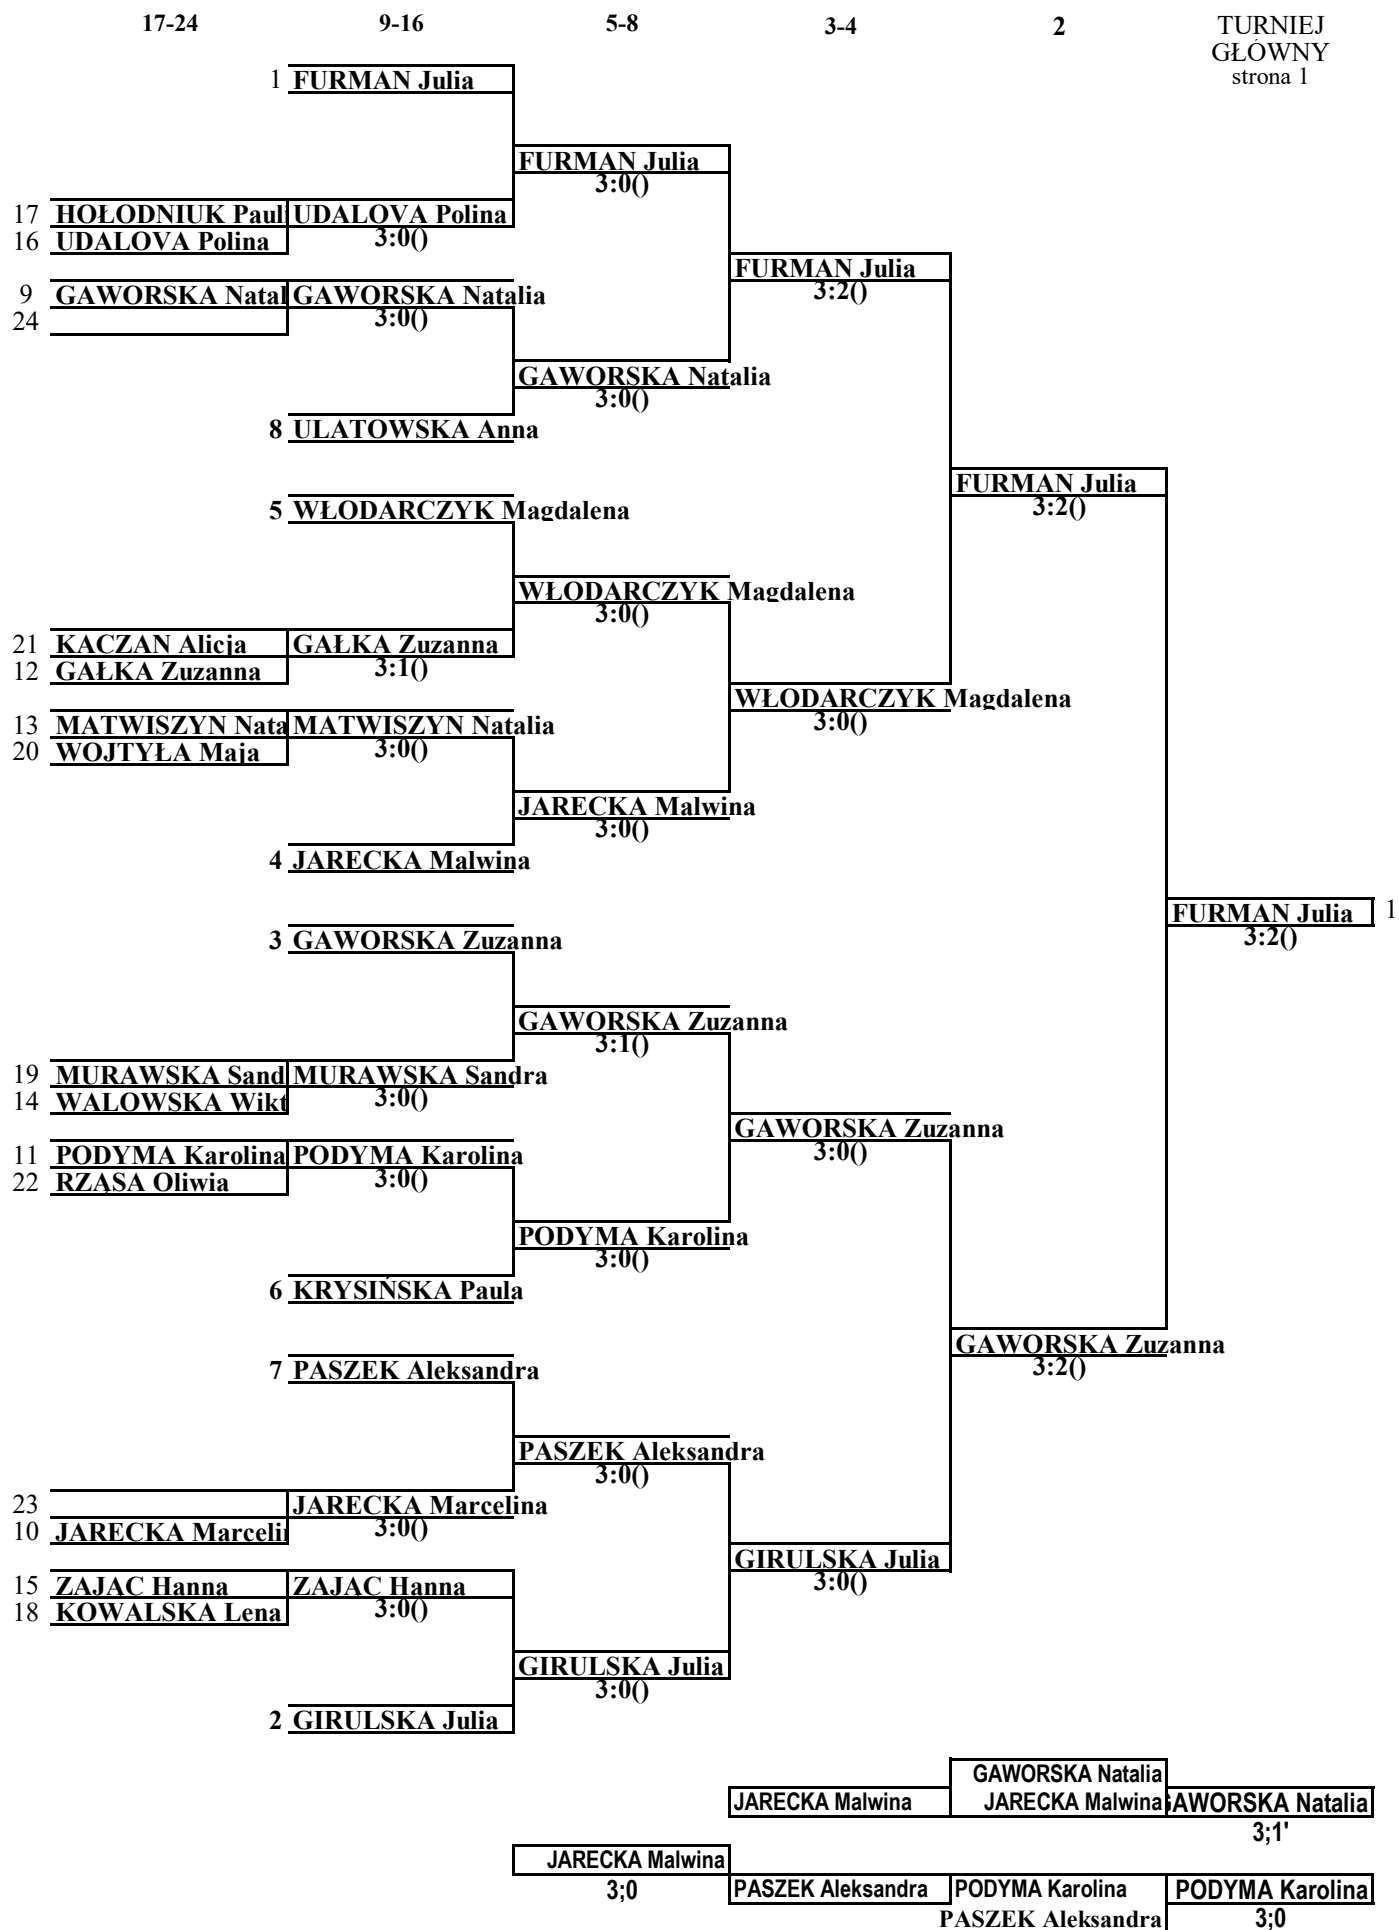 17-24 9-16 5-8 3-4 2 TURNIEJ
GŁÓWNY
strona 1
1 FURMAN Julia
FURMAN Julia
3:0()
17 HOŁODNIUK Paul UDALOVA Polina
16 UDALOVA Polina 3:0()
FURMAN Julia
3:2()
9 GAWORSKA Natal GAWORSKA Natalia
24 3:0()
GAWORSKA Natalia
3:0()
8 ULATOWSKA Anna
FURMAN Julia
3:2()
5 WŁODARCZYK Magdalena
WŁODARCZYK Magdalena
3:0()
21 KACZAN Alicja GAŁKA Zuzanna
12 GAŁKA Zuzanna 3:1()
WŁODARCZYK Magdalena
3:0()
13 MATWISZYN Nata MATWISZYN Natalia
20 WOJTYŁA Maja 3:0()
JARECKA Malwina
3:0()
4 JARECKA Malwina
FURMAN Julia 1
3:2()
3 GAWORSKA Zuzanna
GAWORSKA Zuzanna
3:1()
19 MURAWSKA Sand MURAWSKA Sandra
14 WALOWSKA Wikt 3:0()
GAWORSKA Zuzanna
3:0()
11 PODYMA Karolina PODYMA Karolina
22 RZĄSA Oliwia 3:0()
PODYMA Karolina
3:0()
6 KRYSIŃSKA Paula
GAWORSKA Zuzanna
3:2()
7 PASZEK Aleksandra
PASZEK Aleksandra
3:0()
23 JARECKA Marcelina
10 JARECKA Marcelin 3:0()
GIRULSKA Julia
3:0()
15 ZAJĄC Hanna ZAJĄC Hanna
18 KOWALSKA Lena 3:0()
GIRULSKA Julia
3:0()
2 GIRULSKA Julia
GAWORSKA Natalia
JARECKA Malwina JARECKA Malwina GAWORSKA Natalia
3;1'
JARECKA Malwina
3;0 PASZEK Aleksandra PODYMA Karolina PODYMA Karolina
PASZEK Aleksandra 3;0